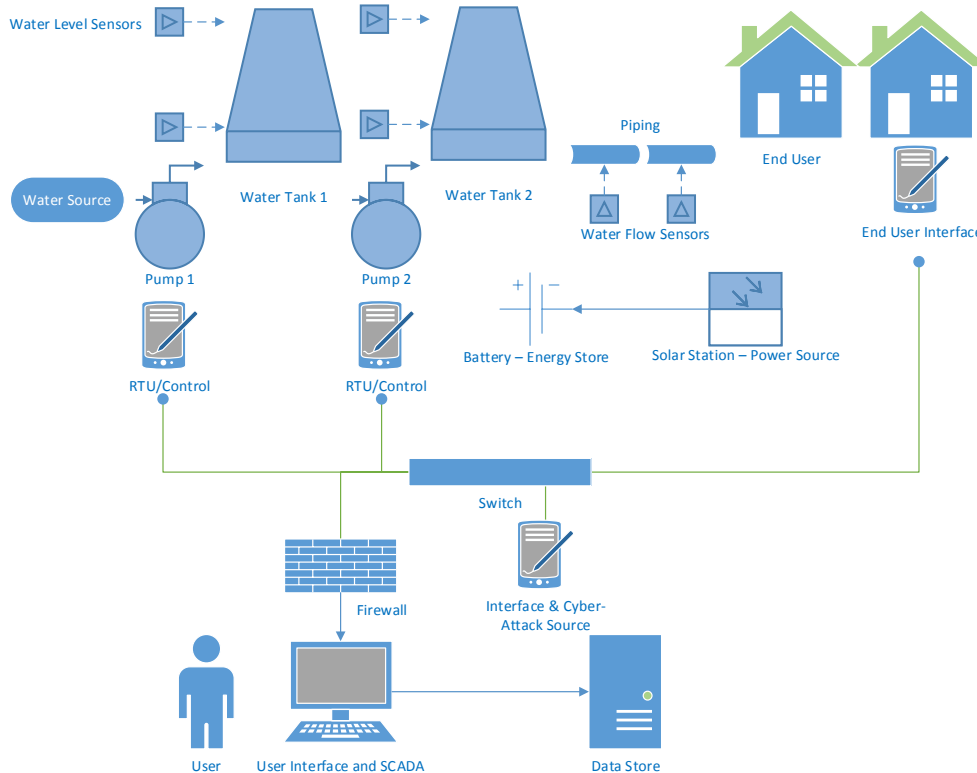 Water Level Sensors
Piping
End User
Water Source
Water Tank 1
Water Tank 2
Water Flow Sensors
End User Interface
Pump 1
Pump 2
+ –
Battery – Energy Store
Solar Station – Power Source
RTU/Control
RTU/Control
Switch
Firewall
Interface & Cyber-
Attack Source
User
User Interface and SCADA
Data Store